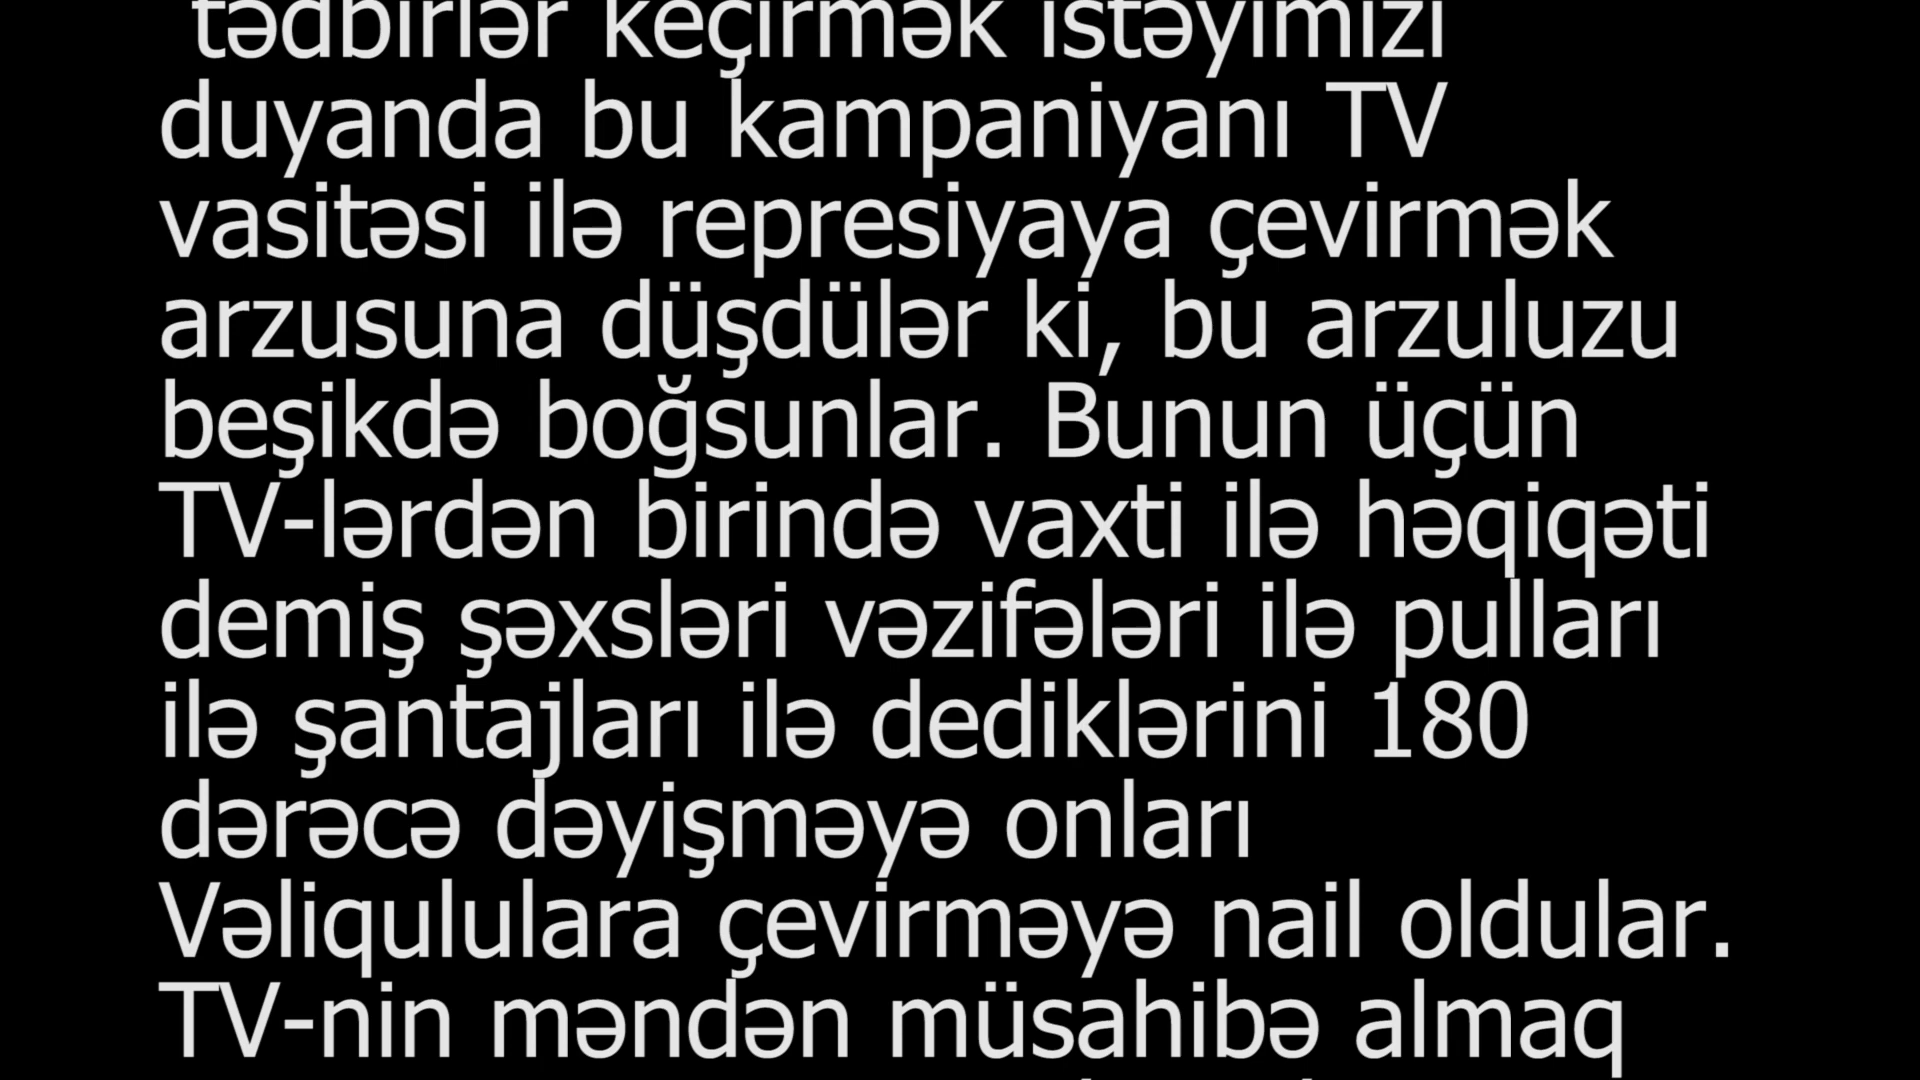 tədbirlər keçirmək istəyimizi
duyanda bu kampaniyanı TV
vasitəsi ilə represiyaya çevirmək
arzusuna düşdülər ki, bu arzuluzu
beşikdə boğsunlar. Bunun üçün
TV-lərdən birində vaxti ilə həqiqəti
demiş şəxsləri vəzifələri ilə pulları
ilə şantajları ilə dediklərini 180
dərəcə dəyişməyə onları
Vəliqululara çevirməyə nail oldular.
TV-nin məndən müsahibə almaq